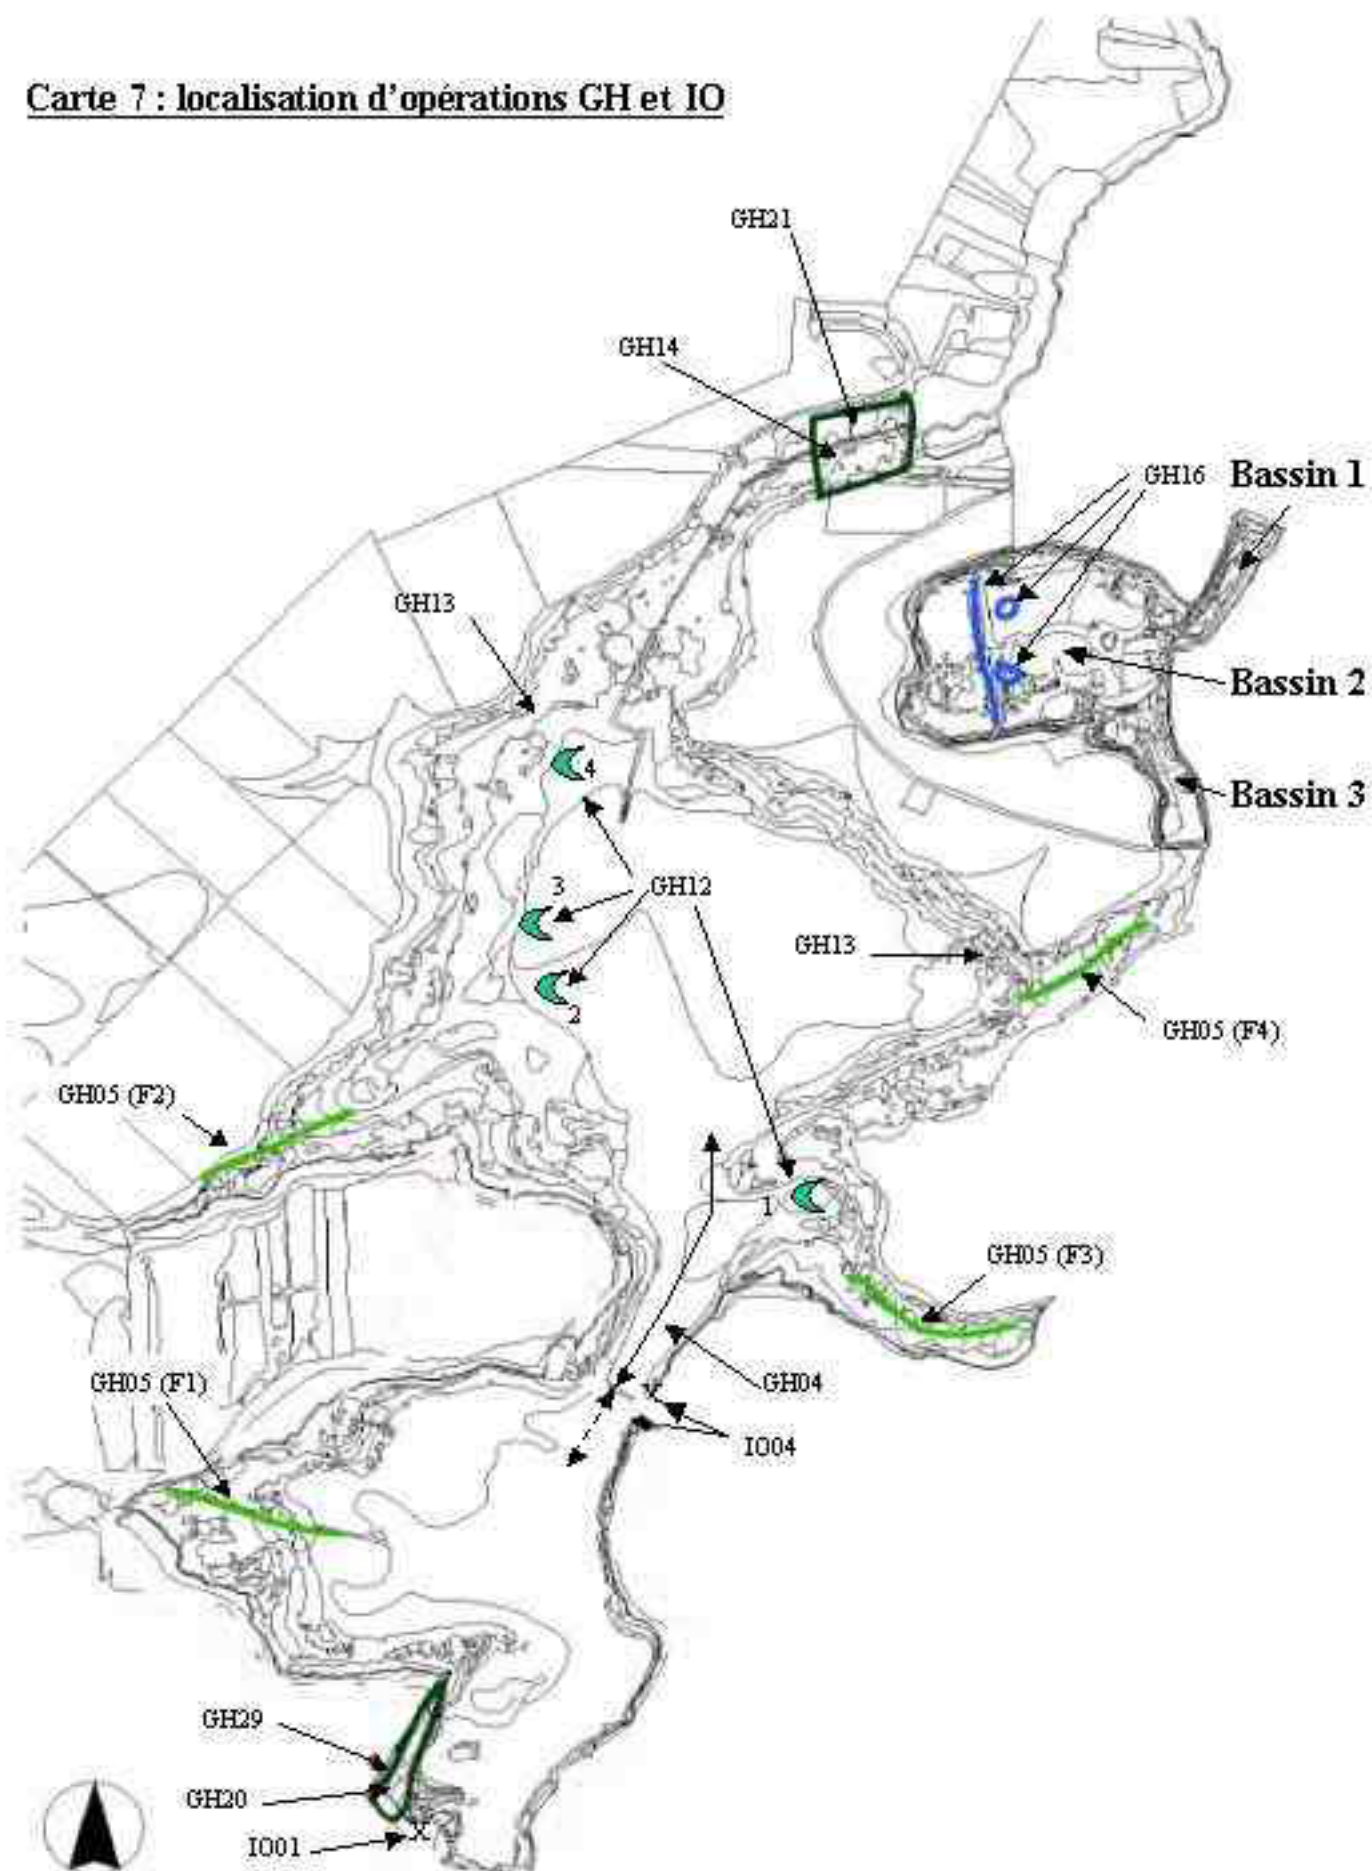 Carte 7 : localisation d'opérations GH et IO
GH21
GH14
GH16
Bassin 1
GH13
Bassin 2
4
Bassin 3
3
GH12
GH13
2
GH05 (F4)
GH05 (F2)
1
GH05 (F3)
GH05 (F1)
GH04
IO04
GH29
GH20
IO01
X